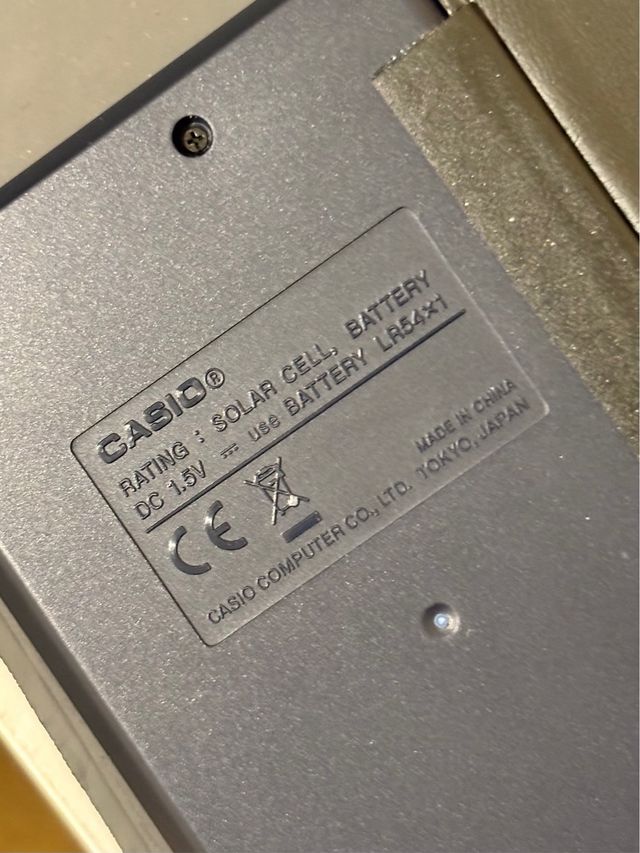 CASIO®
RATING : SOLAR CELL, BATTERY
DC 1.5V ⎓ use BATTERY LR54×1
CE
MADE IN CHINA
CASIO COMPUTER CO., LTD. TOKYO, JAPAN